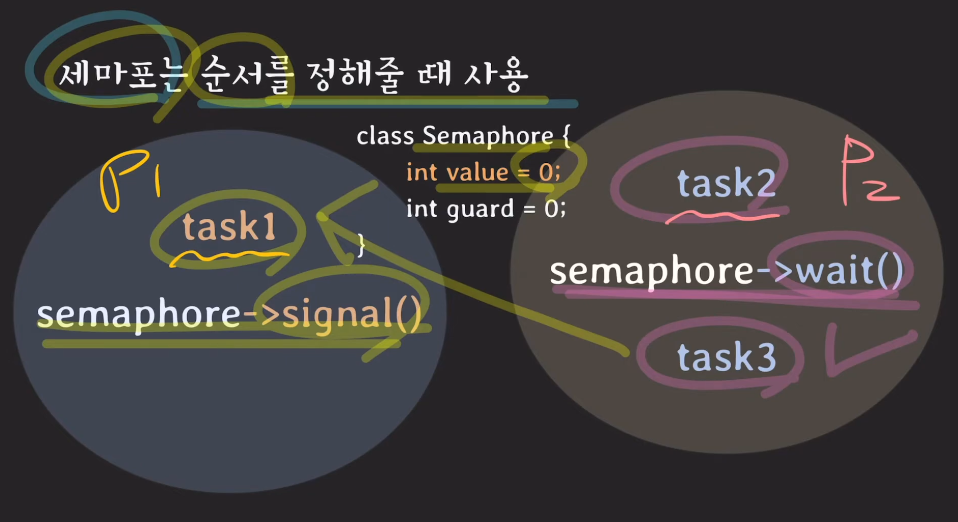 세마포는 순서를 정해줄 때 사용
class Semaphore {
int value = 0;
int guard = 0;
}
P1
task1
semaphore->signal()
P2
task2
semaphore->wait()
task3